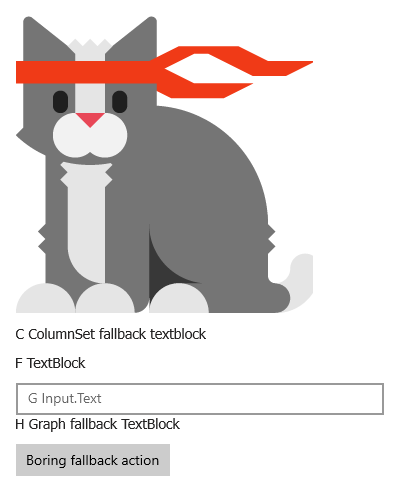 C ColumnSet fallback textblock
F TextBlock
G Input.Text
H Graph fallback TextBlock
Boring fallback action